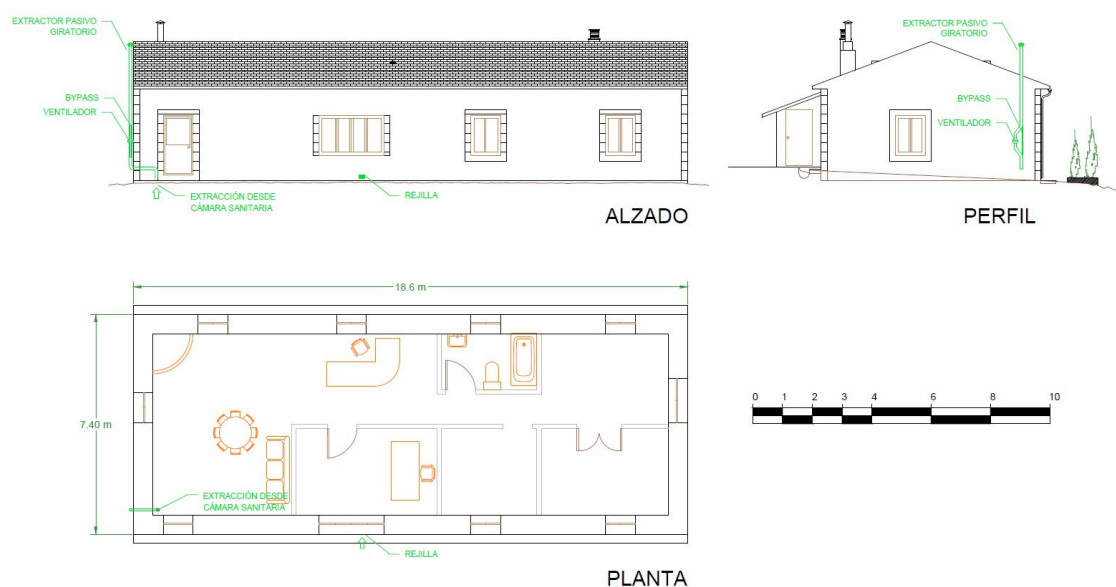 EXTRACTOR PASIVO
GIRATORIO
BYPASS
VENTILADOR
EXTRACCIÓN DESDE
CÁMARA SANITARIA
REJILLA
ALZADO
EXTRACTOR PASIVO
GIRATORIO
BYPASS
VENTILADOR
PERFIL
18.6 m
7.40 m
EXTRACCIÓN DESDE
CÁMARA SANITARIA
REJILLA
PLANTA
0 1 2 3 4 6 8 10